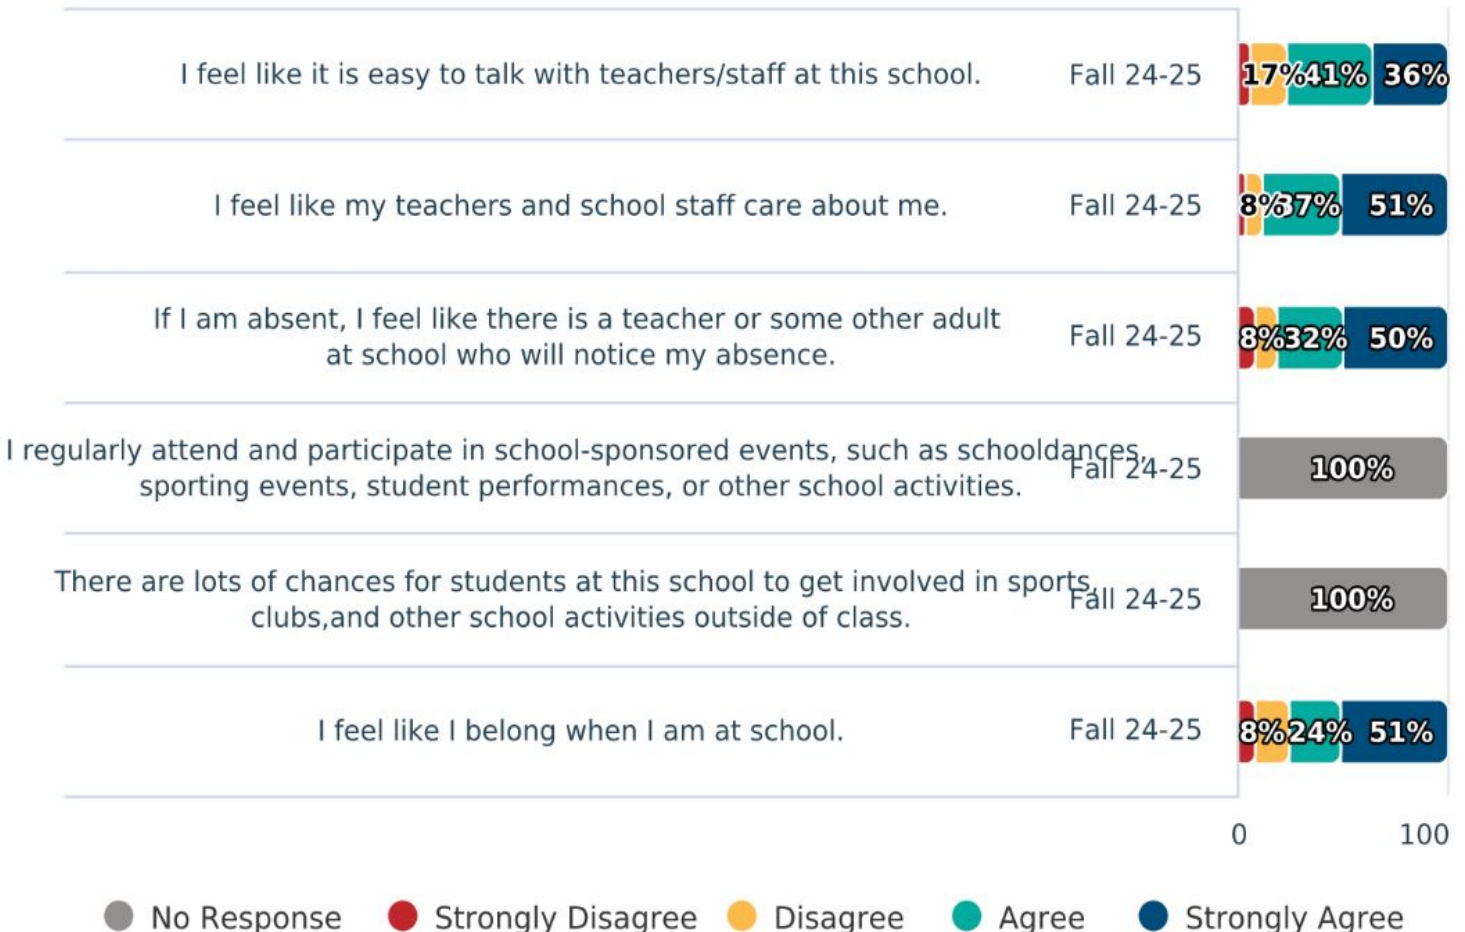 I feel like it is easy to talk with teachers/staff at this school. Fall 24-25 17% 41% 36%
I feel like my teachers and school staff care about me. Fall 24-25 8% 37% 51%
If I am absent, I feel like there is a teacher or some other adult
at school who will notice my absence. Fall 24-25 8% 32% 50%
I regularly attend and participate in school-sponsored events, such as schooldances,
sporting events, student performances, or other school activities. Fall 24-25 100%
There are lots of chances for students at this school to get involved in sports,
clubs,and other school activities outside of class. Fall 24-25 100%
I feel like I belong when I am at school. Fall 24-25 8% 24% 51%
0 100
No Response Strongly Disagree Disagree Agree Strongly Agree